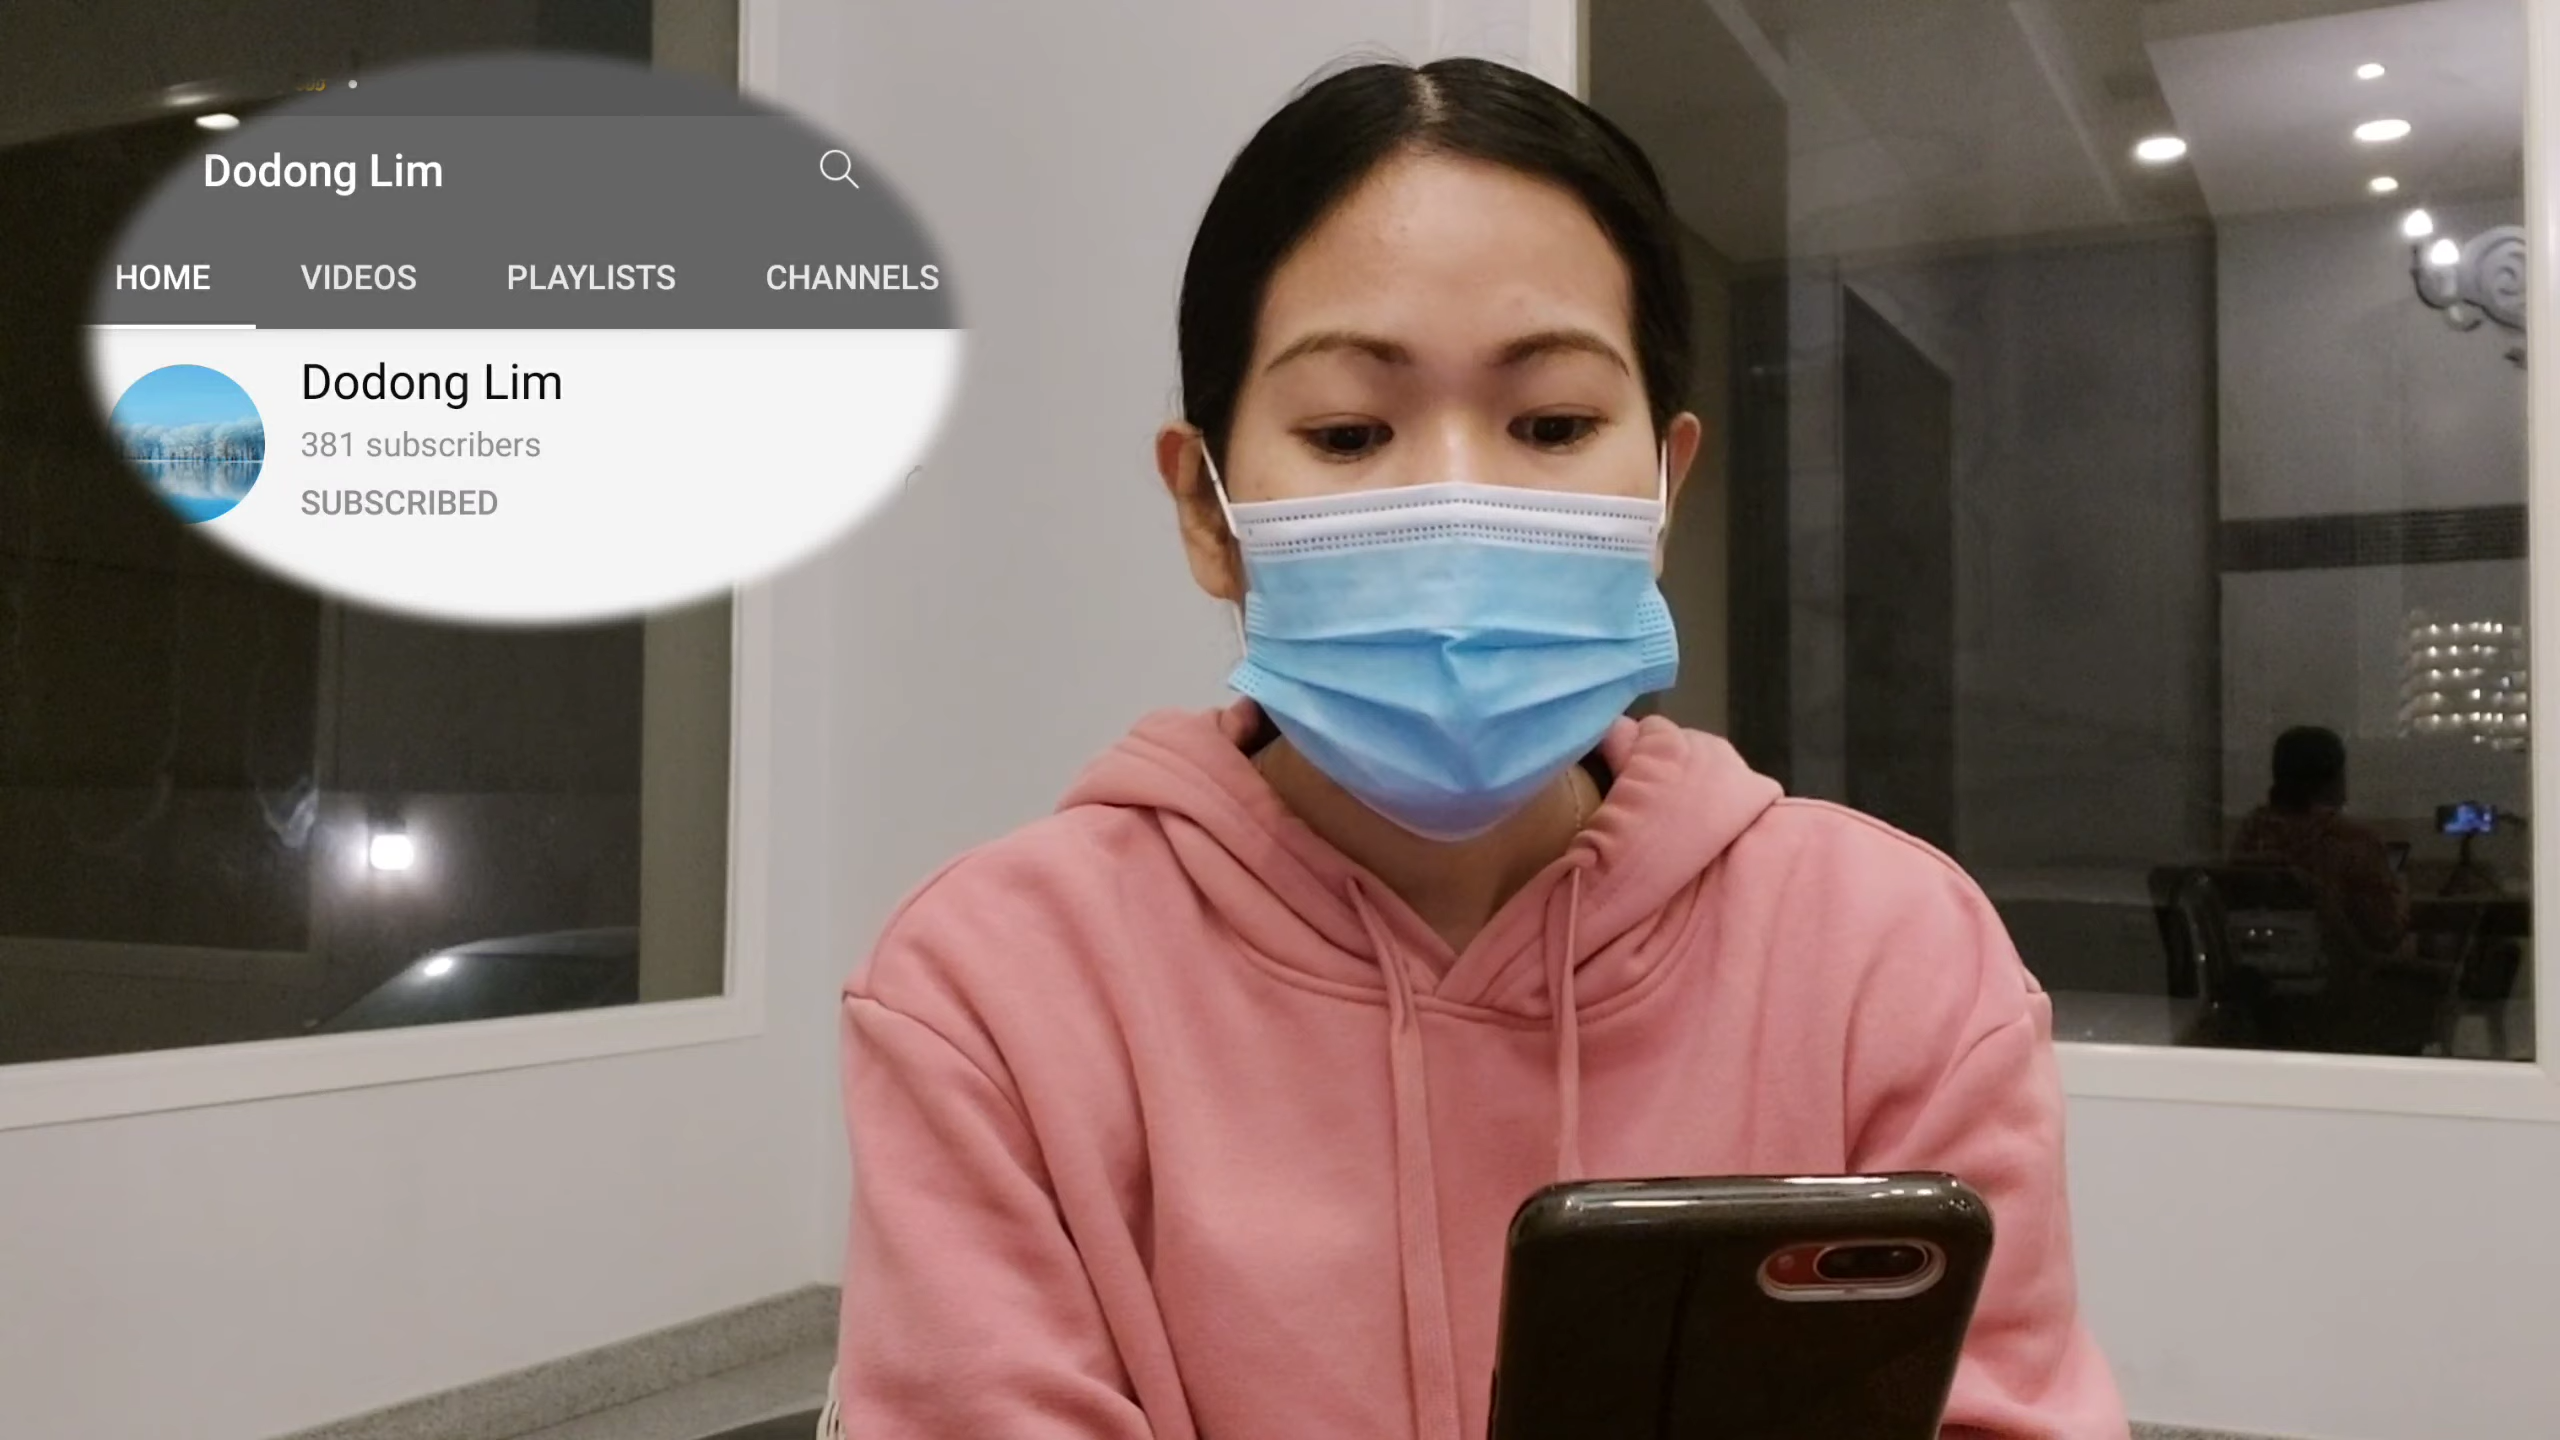 Dodong Lim
HOME VIDEOS PLAYLISTS CHANNELS
Dodong Lim
381 subscribers
SUBSCRIBED